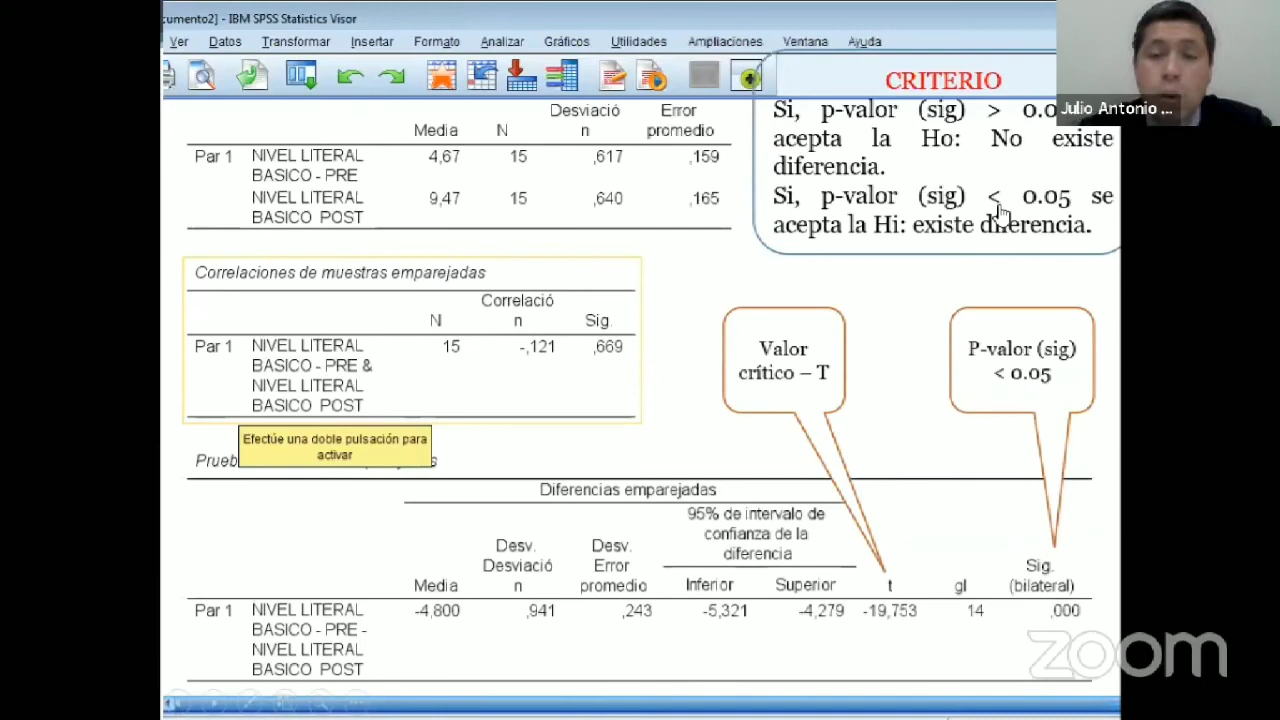 cumento2] - IBM SPSS Statistics Visor
Ver Datos Transformar Insertar Formato Analizar Gráficos Utilidades Ampliaciones Ventana Ayuda
CRITERIO
Si, p-valor (sig) > 0.0
acepta la Ho: No existe
diferencia.
Si, p-valor (sig) < 0.05 se
acepta la Hi: existe diferencia.
Julio Antonio ...
Desviació Error
Media N n promedio
Par 1 NIVEL LITERAL 4,67 15 ,617 ,159
BASICO - PRE
NIVEL LITERAL 9,47 15 ,640 ,165
BASICO POST
Correlaciones de muestras emparejadas
Correlació
N n Sig.
Par 1 NIVEL LITERAL 15 -,121 ,669
BASICO - PRE &
NIVEL LITERAL
BASICO POST
Valor
crítico – T
P-valor (sig)
< 0.05
Efectúe una doble pulsación para
activar
Prueb
Diferencias emparejadas
95% de intervalo de
confianza de la
diferencia
Desv. Desv.
Desviació Error Sig.
Media n promedio Inferior Superior t gl (bilateral)
Par 1 NIVEL LITERAL -4,800 ,941 ,243 -5,321 -4,279 -19,753 14 ,000
BASICO - PRE -
NIVEL LITERAL
BASICO POST
zoom